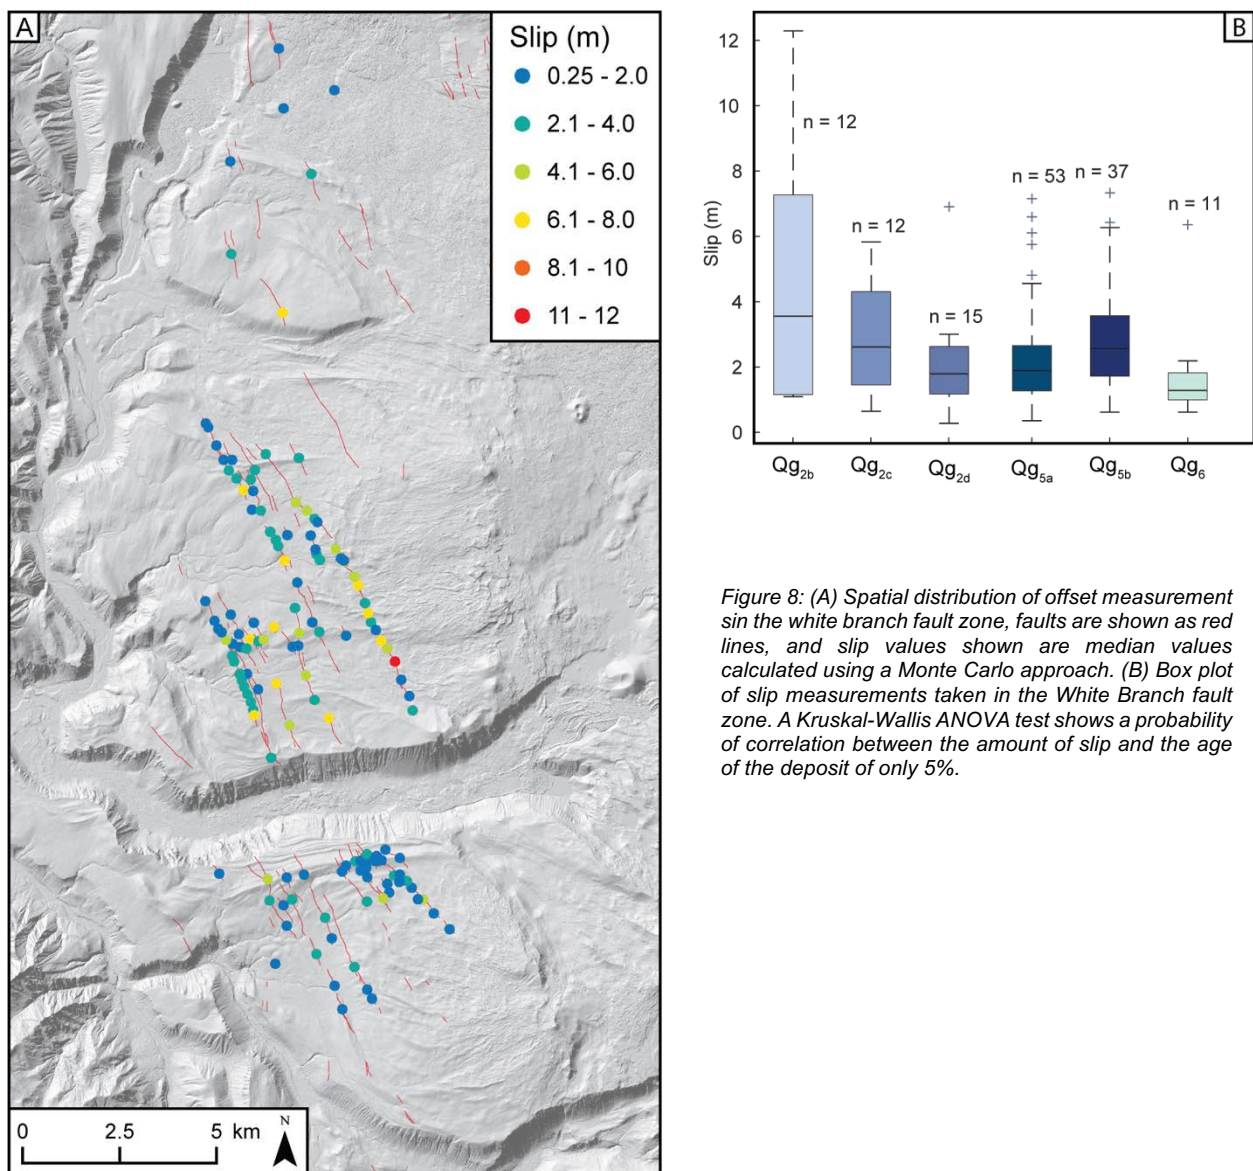 A
Slip (m)
0.25 - 2.0
2.1 - 4.0
4.1 - 6.0
6.1 - 8.0
8.1 - 10
11 - 12
0 2.5 5 km
N
B
12
10
8
6
4
2
0
Slip (m)
n = 12
n = 12
n = 15
n = 53
n = 37
n = 11
Qg2b Qg2c Qg2d Qg5a Qg5b Qg6
Figure 8: (A) Spatial distribution of offset measurement
sin the white branch fault zone, faults are shown as red
lines, and slip values shown are median values
calculated using a Monte Carlo approach. (B) Box plot
of slip measurements taken in the White Branch fault
zone. A Kruskal-Wallis ANOVA test shows a probability
of correlation between the amount of slip and the age
of the deposit of only 5%.